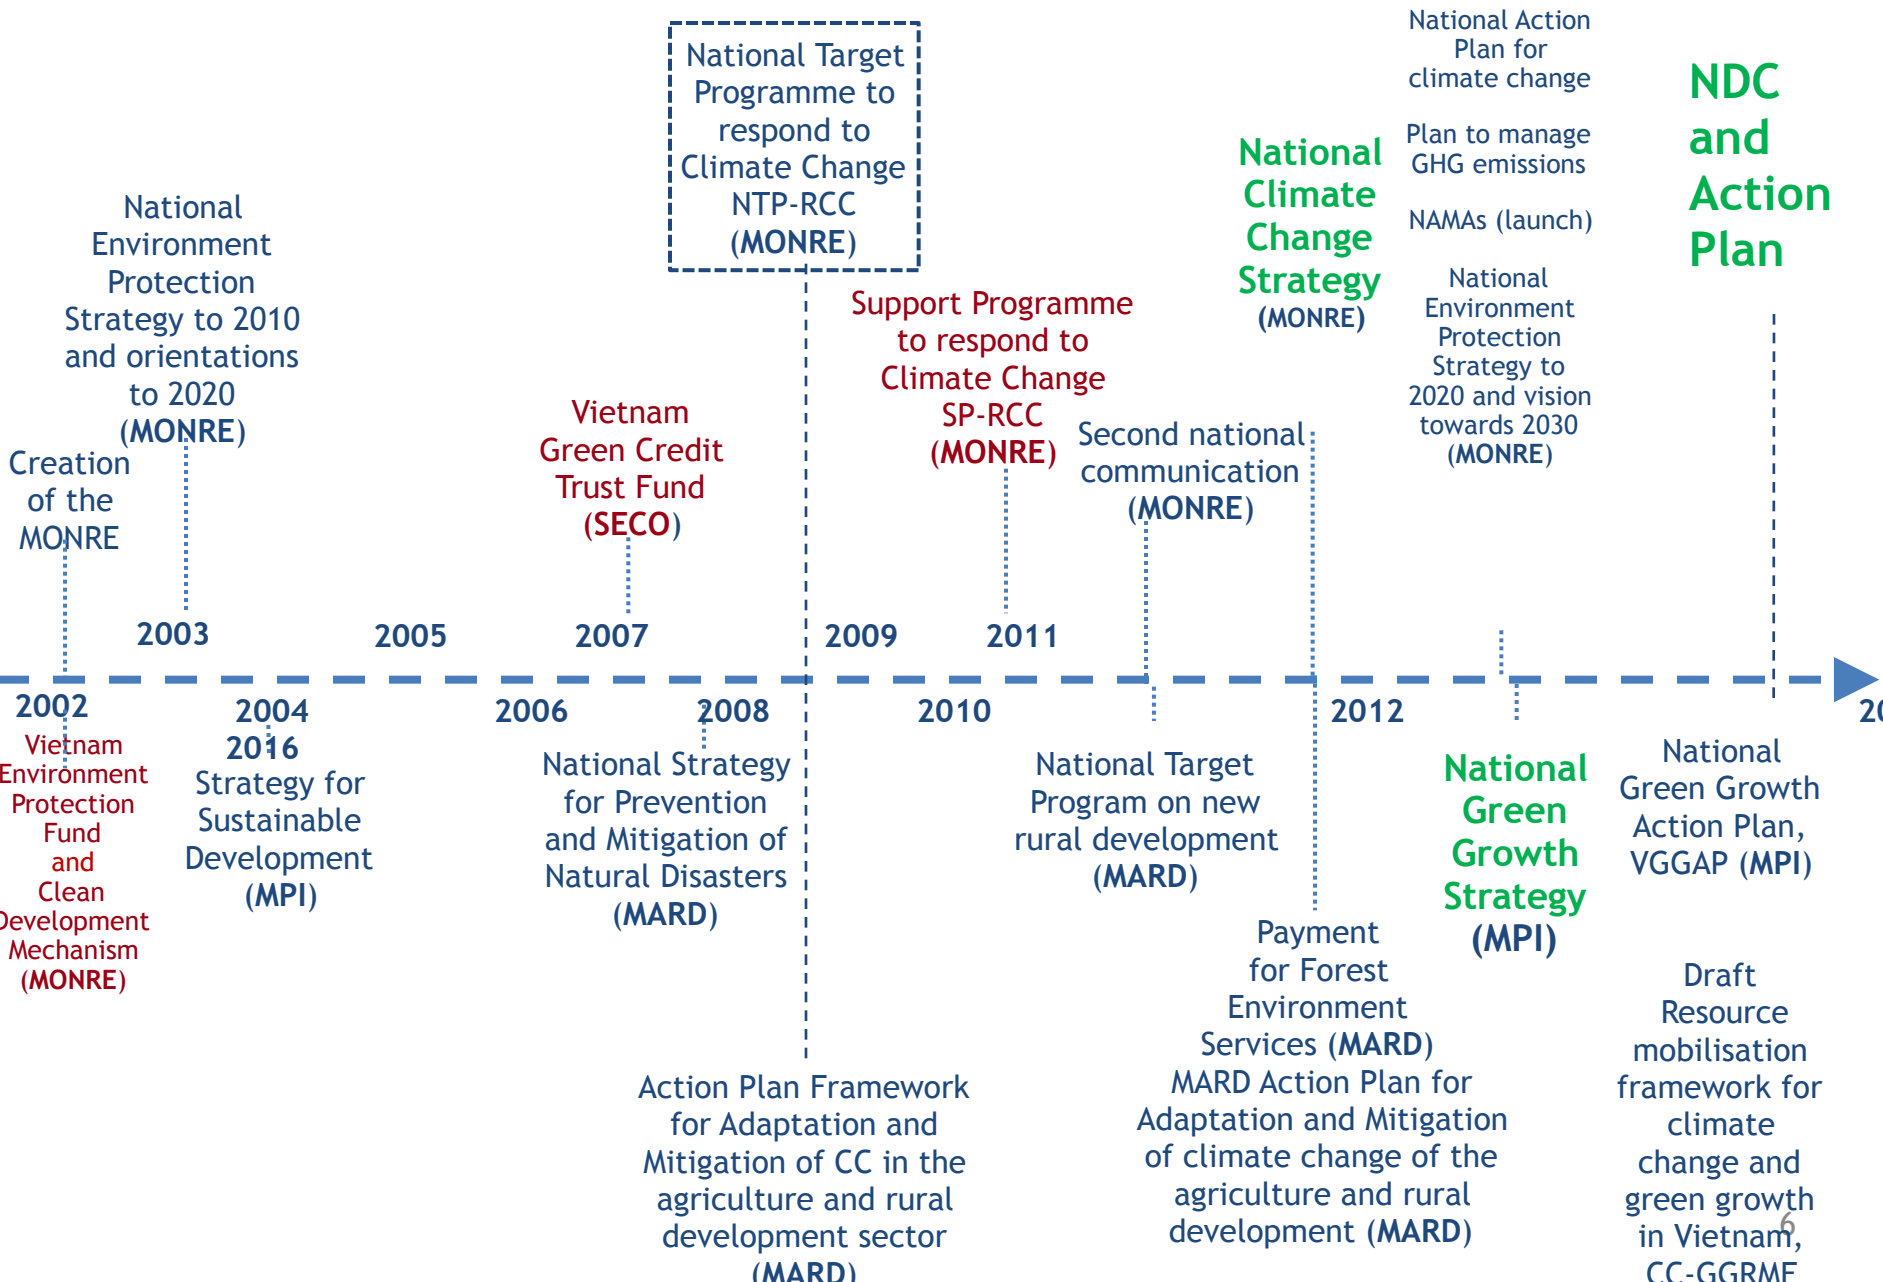 National Action
Plan for
climate change
Plan to manage
GHG emissions
NAMAs (launch)
National
Environment
Protection
Strategy to
2020 and vision
towards 2030
(MONRE)
NDC
and
Action
Plan
National Target
Programme to
respond to
Climate Change
NTP-RCC
(MONRE)
National
Climate
Change
Strategy
(MONRE)
National
Environment
Protection
Strategy to 2010
and orientations
to 2020
(MONRE)
Support Programme
to respond to
Climate Change
SP-RCC
(MONRE)
Vietnam
Green Credit
Trust Fund
(SECO)
Second national
communication
(MONRE)
Creation
of the
MONRE
2003
2005
2007
2009
2011
2002
2004
2006
2008
2010
2012
20
2016
Vietnam
Environment
Protection
Fund
and
Clean
Development
Mechanism
(MONRE)
Strategy for
Sustainable
Development
(MPI)
National Strategy
for Prevention
and Mitigation of
Natural Disasters
(MARD)
National Target
Program on new
rural development
(MARD)
National
Green
Growth
Strategy
(MPI)
National
Green Growth
Action Plan,
VGGAP (MPI)
Payment
for Forest
Environment
Services (MARD)
MARD Action Plan for
Adaptation and Mitigation
of climate change of the
agriculture and rural
development (MARD)
Action Plan Framework
for Adaptation and
Mitigation of CC in the
agriculture and rural
development sector
(MARD)
Draft
Resource
mobilisation
framework for
climate
change and
green growth
in Vietnam,
CC-GGRMF
6